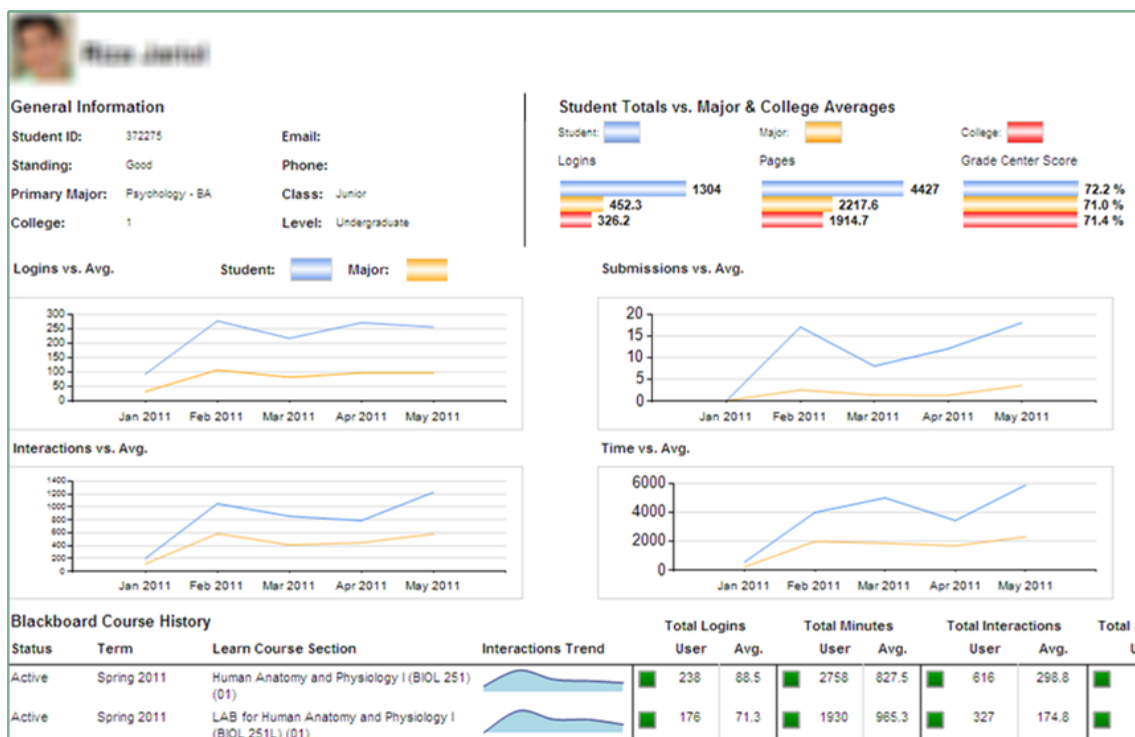 General Information
Student ID: 372275 Email:
Standing: Good Phone:
Primary Major: Psychology - BA Class: Junior
College: 1 Level: Undergraduate
Student Totals vs. Major & College Averages
Student: Major: College:
Logins Pages Grade Center Score
1304 4427 72.2 %
452.3 2217.6 71.0 %
326.2 1914.7 71.4 %
Logins vs. Avg. Student: Major:
300
250
200
150
100
50
0
Jan 2011 Feb 2011 Mar 2011 Apr 2011 May 2011
Submissions vs. Avg.
20
15
10
5
0
Jan 2011 Feb 2011 Mar 2011 Apr 2011 May 2011
Interactions vs. Avg.
1400
1200
1000
800
600
400
200
0
Jan 2011 Feb 2011 Mar 2011 Apr 2011 May 2011
Time vs. Avg.
6000
4000
2000
0
Jan 2011 Feb 2011 Mar 2011 Apr 2011 May 2011
Blackboard Course History
Total Logins Total Minutes Total Interactions Total
Status Term Learn Course Section Interactions Trend User Avg. User Avg. User Avg.
Active Spring 2011 Human Anatomy and Physiology I (BIOL 251) 238 88.5 2758 827.5 616 298.8
(01)
Active Spring 2011 LAB for Human Anatomy and Physiology I 176 71.3 1930 965.3 327 174.8
(BIOL 251L) (01)